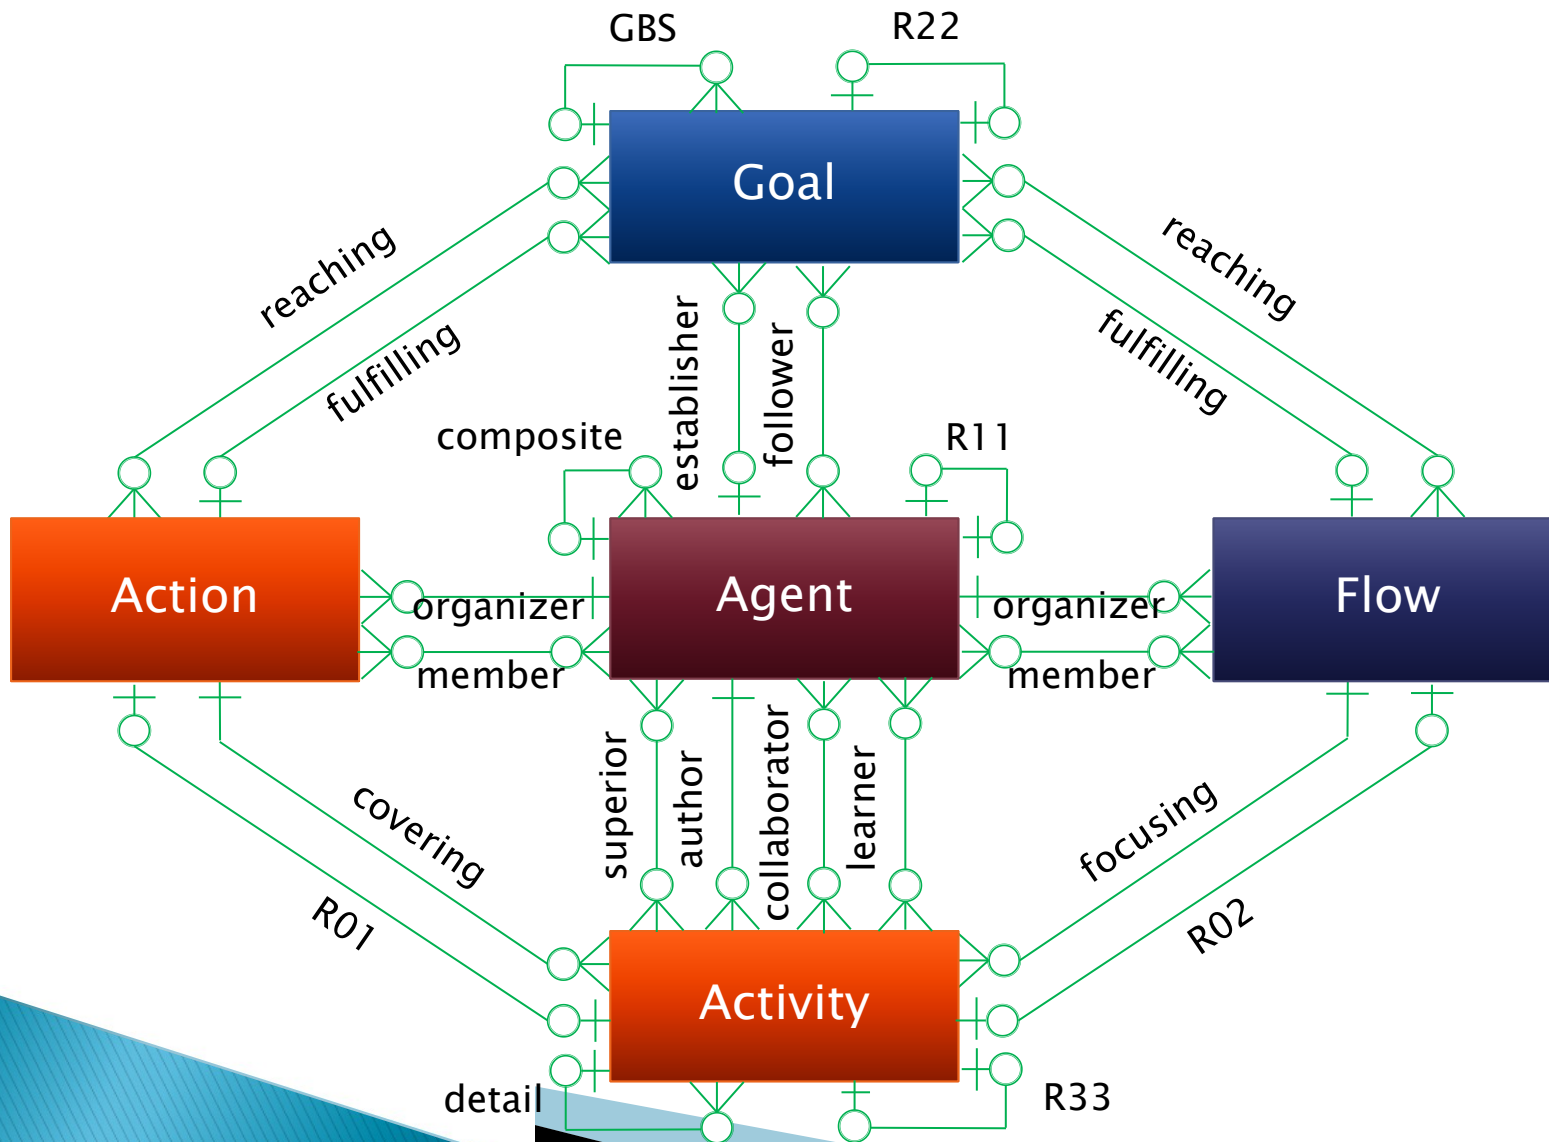 GBS
R22
Goal
reaching
reaching
fulfilling
fulfilling
establisher
follower
composite
R11
Action
Agent
Flow
organizer
organizer
member
member
superior
author
collaborator
learner
covering
focusing
R01
R02
Activity
detail
R33